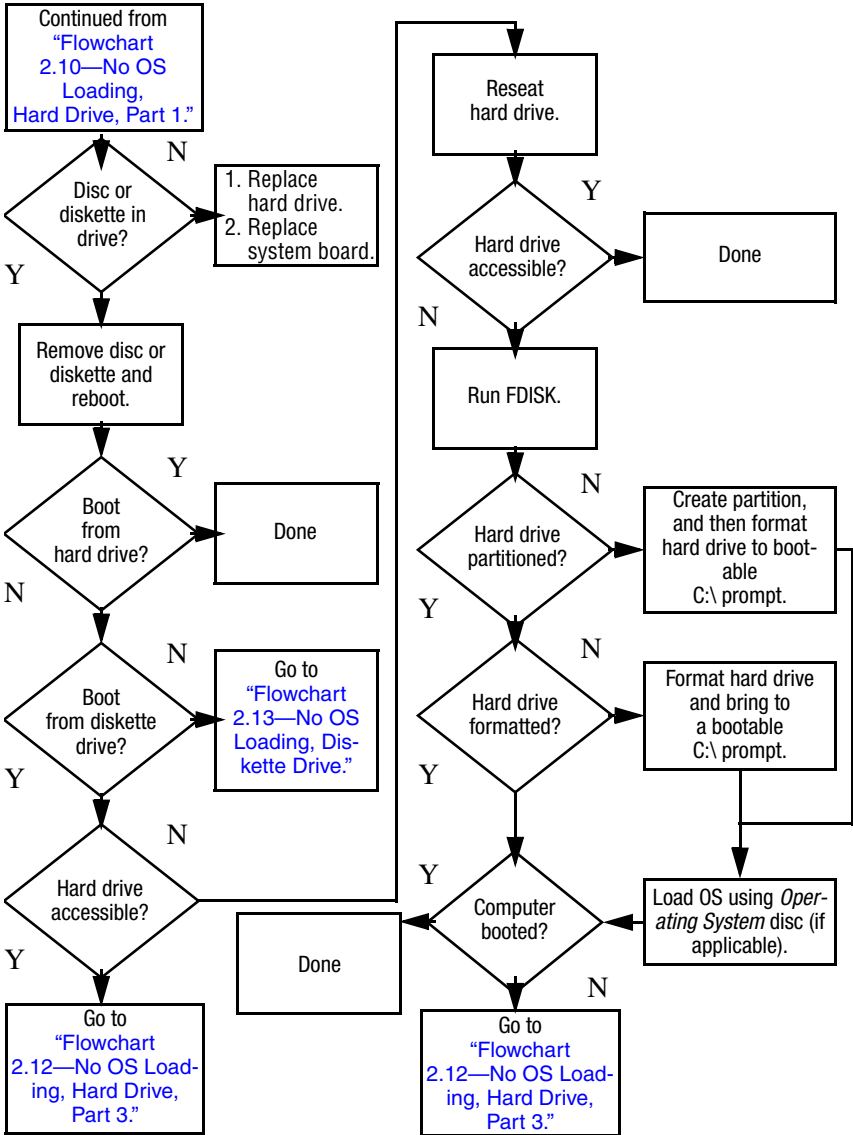 Continued from
“Flowchart
2.10—No OS
Loading,
Hard Drive, Part 1.”
N
Disc or
diskette in
drive?
1. Replace
hard drive.
2. Replace
system board.
Y
Remove disc or
diskette and
reboot.
Y
Boot
from
hard drive?
Done
N
N
Boot
from diskette
drive?
Go to
“Flowchart
2.13—No OS
Loading, Dis-
kette Drive.”
Y
N
Hard drive
accessible?
Y
Go to
“Flowchart
2.12—No OS Load-
ing, Hard Drive,
Part 3.”
Reseat
hard drive.
Y
Hard drive
accessible?
Done
N
Run FDISK.
N
Hard drive
partitioned?
Create partition,
and then format
hard drive to boot-
able
C:\ prompt.
Y
N
Hard drive
formatted?
Format hard drive
and bring to
a bootable
C:\ prompt.
Y
Y
Computer
booted?
Load OS using Oper-
ating System disc (if
applicable).
Done
N
Go to
“Flowchart
2.12—No OS Load-
ing, Hard Drive,
Part 3.”